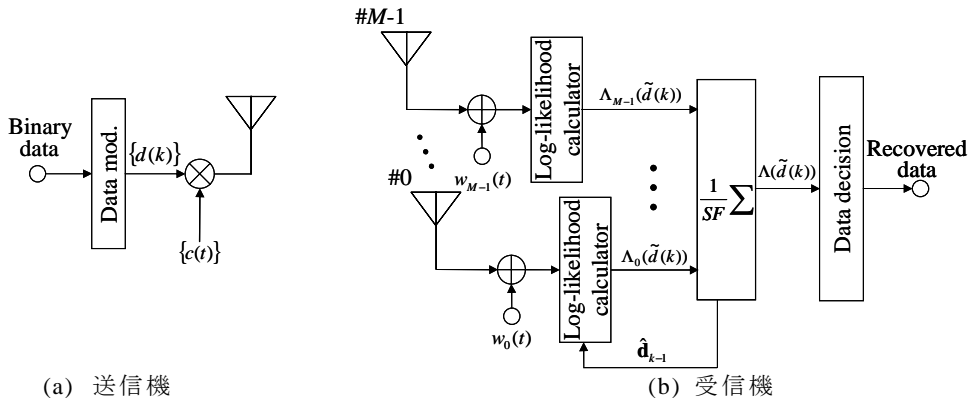 Binary
data
Data mod.
{d(k)}
{c(t)}
(a) 送信機
#M-1
w_{M-1}(t)
Log-likelihood
calculator
Λ_{M-1}(d̃(k))
#0
w_0(t)
Log-likelihood
calculator
Λ_0(d̃(k))
1
SF
∑
d̂_{k-1}
Λ(d̃(k))
Data decision
Recovered
data
(b) 受信機